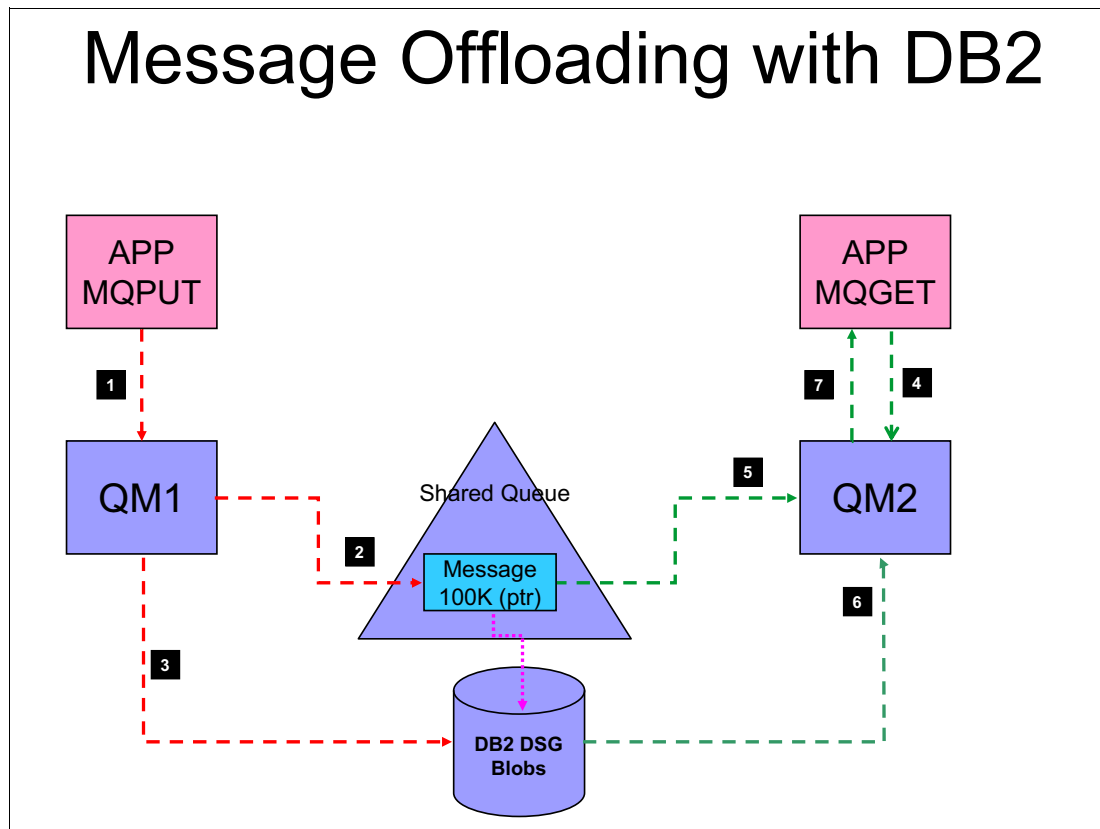 Message Offloading with DB2
APP
MQPUT
APP
MQGET
1
7
4
QM1
Shared Queue
5
QM2
2
Message
100K (ptr)
6
3
DB2 DSG
Blobs